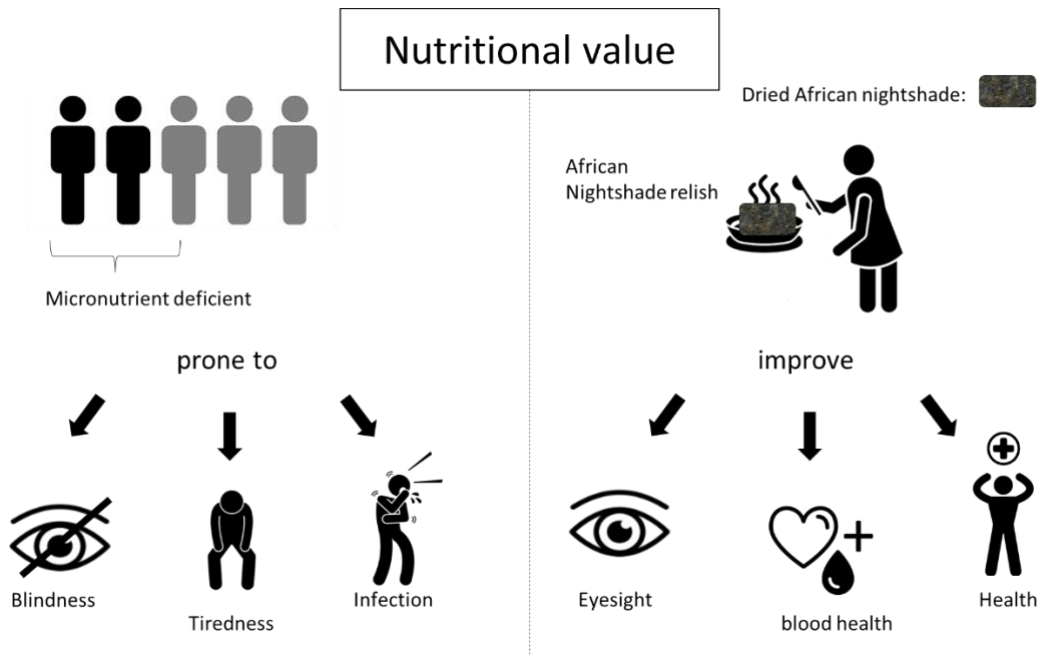 Nutritional value
Micronutrient deficient
prone to
Blindness
Tiredness
Infection
Dried African nightshade:
African
Nightshade relish
improve
Eyesight
blood health
Health